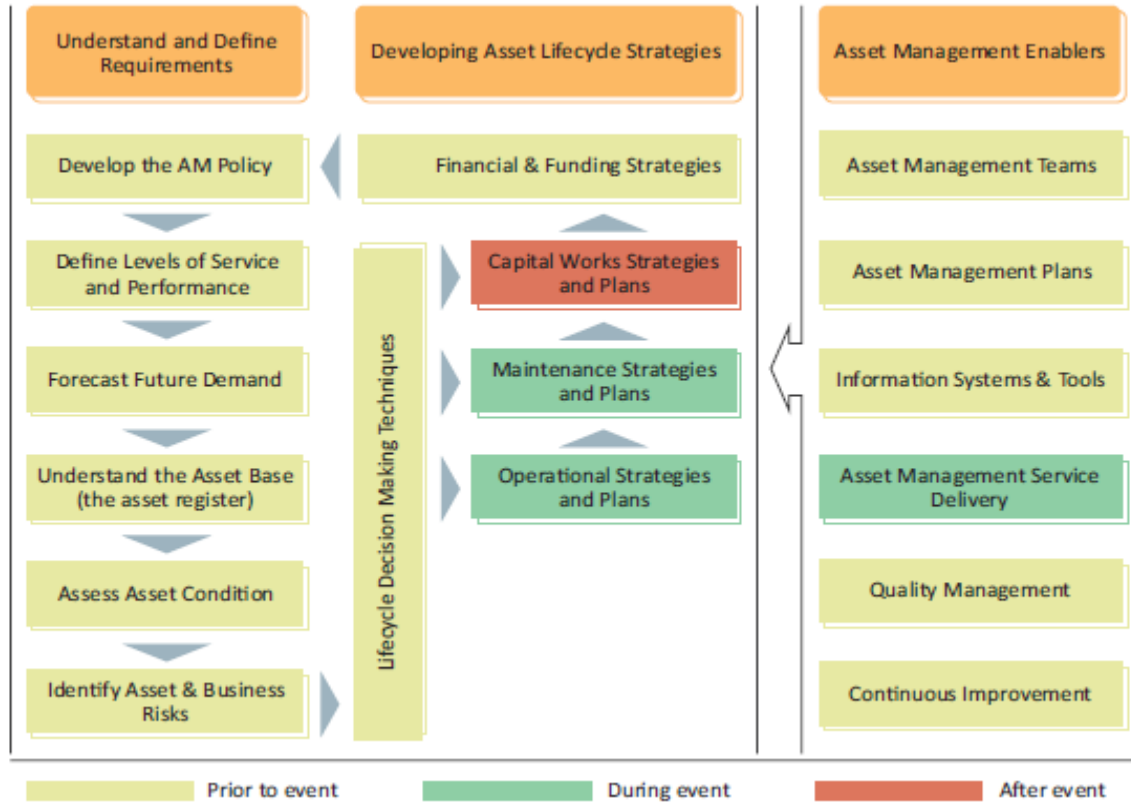 Understand and Define
Requirements
Developing Asset Lifecycle Strategies
Asset Management Enablers
Develop the AM Policy
Define Levels of Service
and Performance
Forecast Future Demand
Understand the Asset Base
(the asset register)
Assess Asset Condition
Identify Asset & Business
Risks
Lifecycle Decision Making Techniques
Financial & Funding Strategies
Capital Works Strategies
and Plans
Maintenance Strategies
and Plans
Operational Strategies
and Plans
Asset Management Teams
Asset Management Plans
Information Systems & Tools
Asset Management Service
Delivery
Quality Management
Continuous Improvement
Prior to event
During event
After event